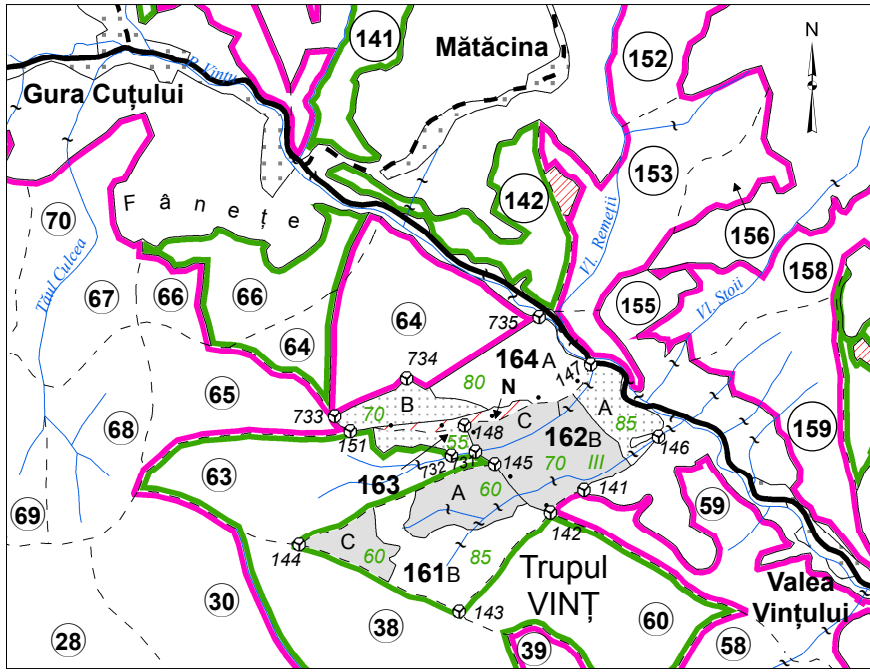 141
Mătăcina
152
N
P. Vințu
Gura Cuțului
142
153
Fânețe
70
Vl. Remeții
156
Tăul Culcea
158
67
66
66
155
Vl. Stoii
64
64
735
164 A
147
734
80
N
65
B
70
C
A
85
733
151
148
162 B
159
68
55
146
732
731
145
70
III
63
163
A
60
141
59
69
142
C
144
60
161 B
85
Trupul
VINȚ
Valea
Vințului
30
143
60
38
28
39
58